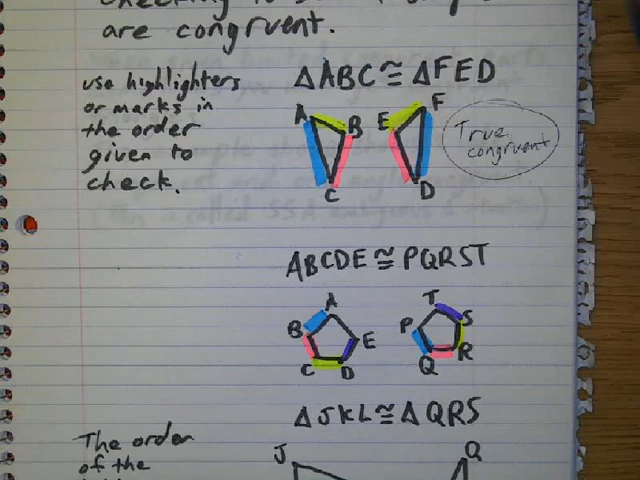 are congruent.
use highlighters
or marks in
the order
given to
check.
ΔABC ≅ ΔFED
A
B
C
E
F
D
True
congruent
ABCDE ≅ PQRST
A
B
E
C
D
T
P
S
Q
R
ΔJKL ≅ ΔQRS
The order
of the
J
Q